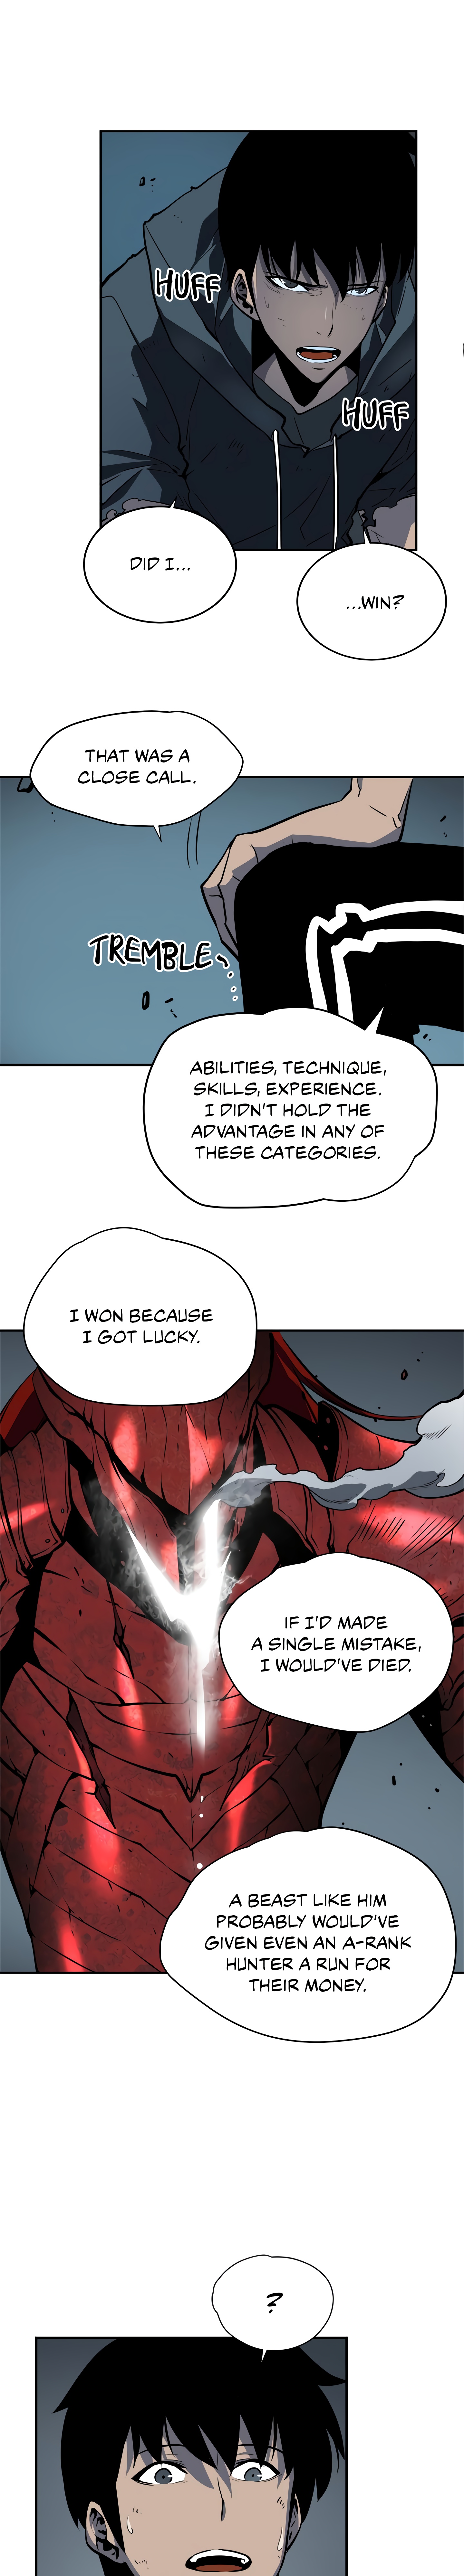 HUFF
HUFF
DID I...
...WIN?
THAT WAS A
CLOSE CALL.
TREMBLE
ABILITIES, TECHNIQUE,
SKILLS, EXPERIENCE.
I DIDN'T HOLD THE
ADVANTAGE IN ANY OF
THESE CATEGORIES.
I WON BECAUSE
I GOT LUCKY.
IF I'D MADE
A SINGLE MISTAKE,
I WOULD'VE DIED.
A BEAST LIKE HIM
PROBABLY WOULD'VE
GIVEN EVEN AN A-RANK
HUNTER A RUN FOR
THEIR MONEY.
?